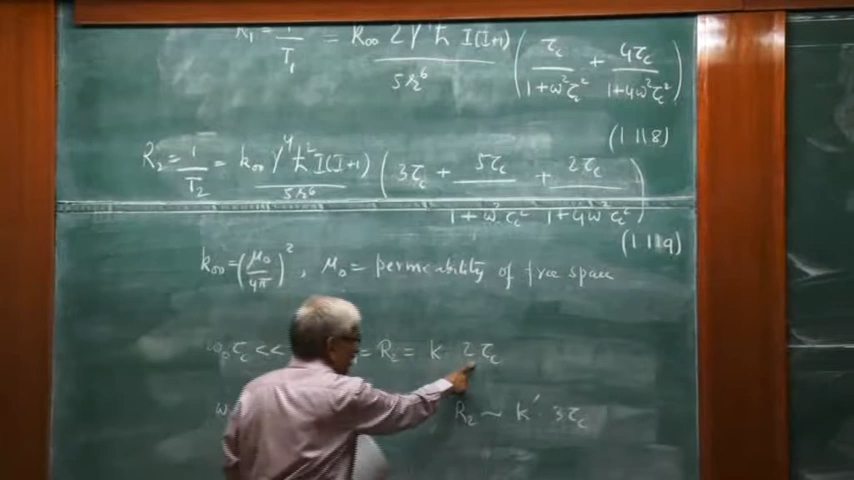 R₁ = 1/T₁ = K₀₀ 2γ⁴ħ² I(I+1) / 5r⁶ ( τc / 1+ω²τc² + 4τc / 1+4ω²τc² )
(1.118)
R₂ = 1/T₂ = k₀₀ γ⁴ħ² I(I+1) / 5r⁶ ( 3τc + 5τc / 1+ω²τc² + 2τc / 1+4ω²τc² )
(1.119)
k₀₀ = (μ₀/4π)², μ₀ = permeability of free space
ω₀τc << = R₂ = K 2τc
R₂ ~ K′· 3τc